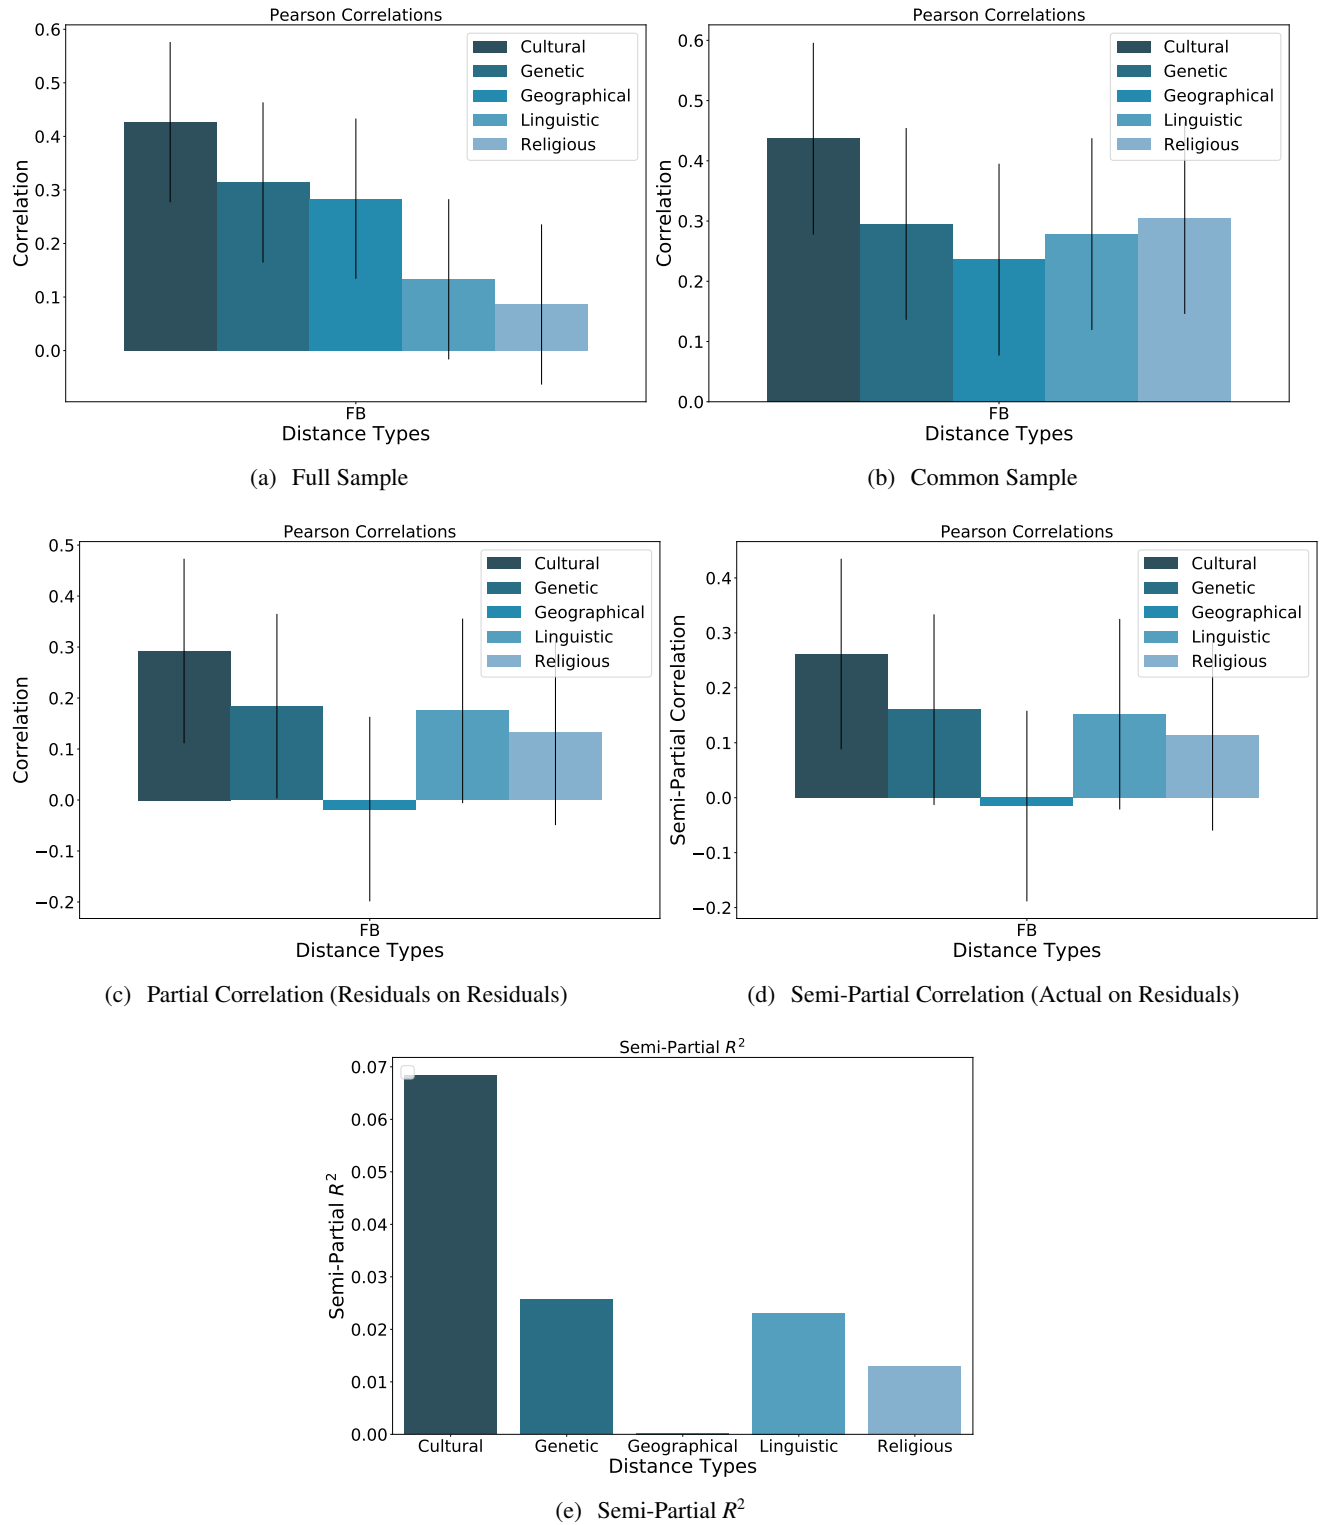 Pearson Correlations
0.6
0.5
0.4
0.3
0.2
0.1
0.0
Correlation
Cultural
Genetic
Geographical
Linguistic
Religious
FB
Distance Types
(a) Full Sample
Pearson Correlations
0.6
0.5
0.4
0.3
0.2
0.1
0.0
Correlation
Cultural
Genetic
Geographical
Linguistic
Religious
FB
Distance Types
(b) Common Sample
Pearson Correlations
0.5
0.4
0.3
0.2
0.1
0.0
−0.1
−0.2
Correlation
Cultural
Genetic
Geographical
Linguistic
Religious
FB
Distance Types
(c) Partial Correlation (Residuals on Residuals)
Pearson Correlations
0.4
0.3
0.2
0.1
0.0
−0.1
−0.2
Semi-Partial Correlation
Cultural
Genetic
Geographical
Linguistic
Religious
FB
Distance Types
(d) Semi-Partial Correlation (Actual on Residuals)
Semi-Partial R²
0.07
0.06
0.05
0.04
0.03
0.02
0.01
0.00
Semi-Partial R²
Cultural Genetic Geographical Linguistic Religious
Distance Types
(e) Semi-Partial R²